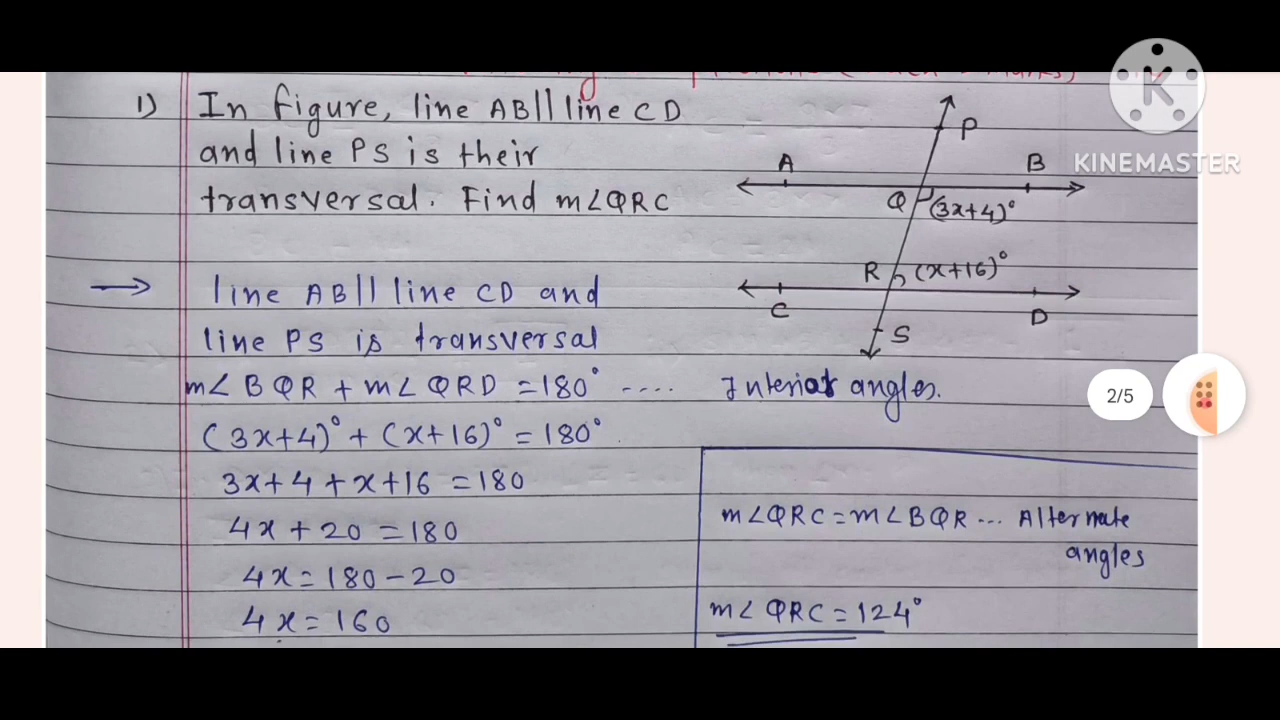 1) In figure, line AB || line CD
and line PS is their
transversal. Find m∠QRC
P
A
B
Q
(3x+4)°
R
(x+16)°
C
D
S
K
KINEMASTER
→ line AB || line CD and
line PS is transversal
m∠BQR + m∠QRD = 180° .... Interior angles.
(3x+4)° + (x+16)° = 180°
3x+4+x+16 = 180
4x+20 = 180
4x = 180-20
4x = 160
2/5
m∠QRC = m∠BQR ... Alternate
angles
m∠QRC = 124°